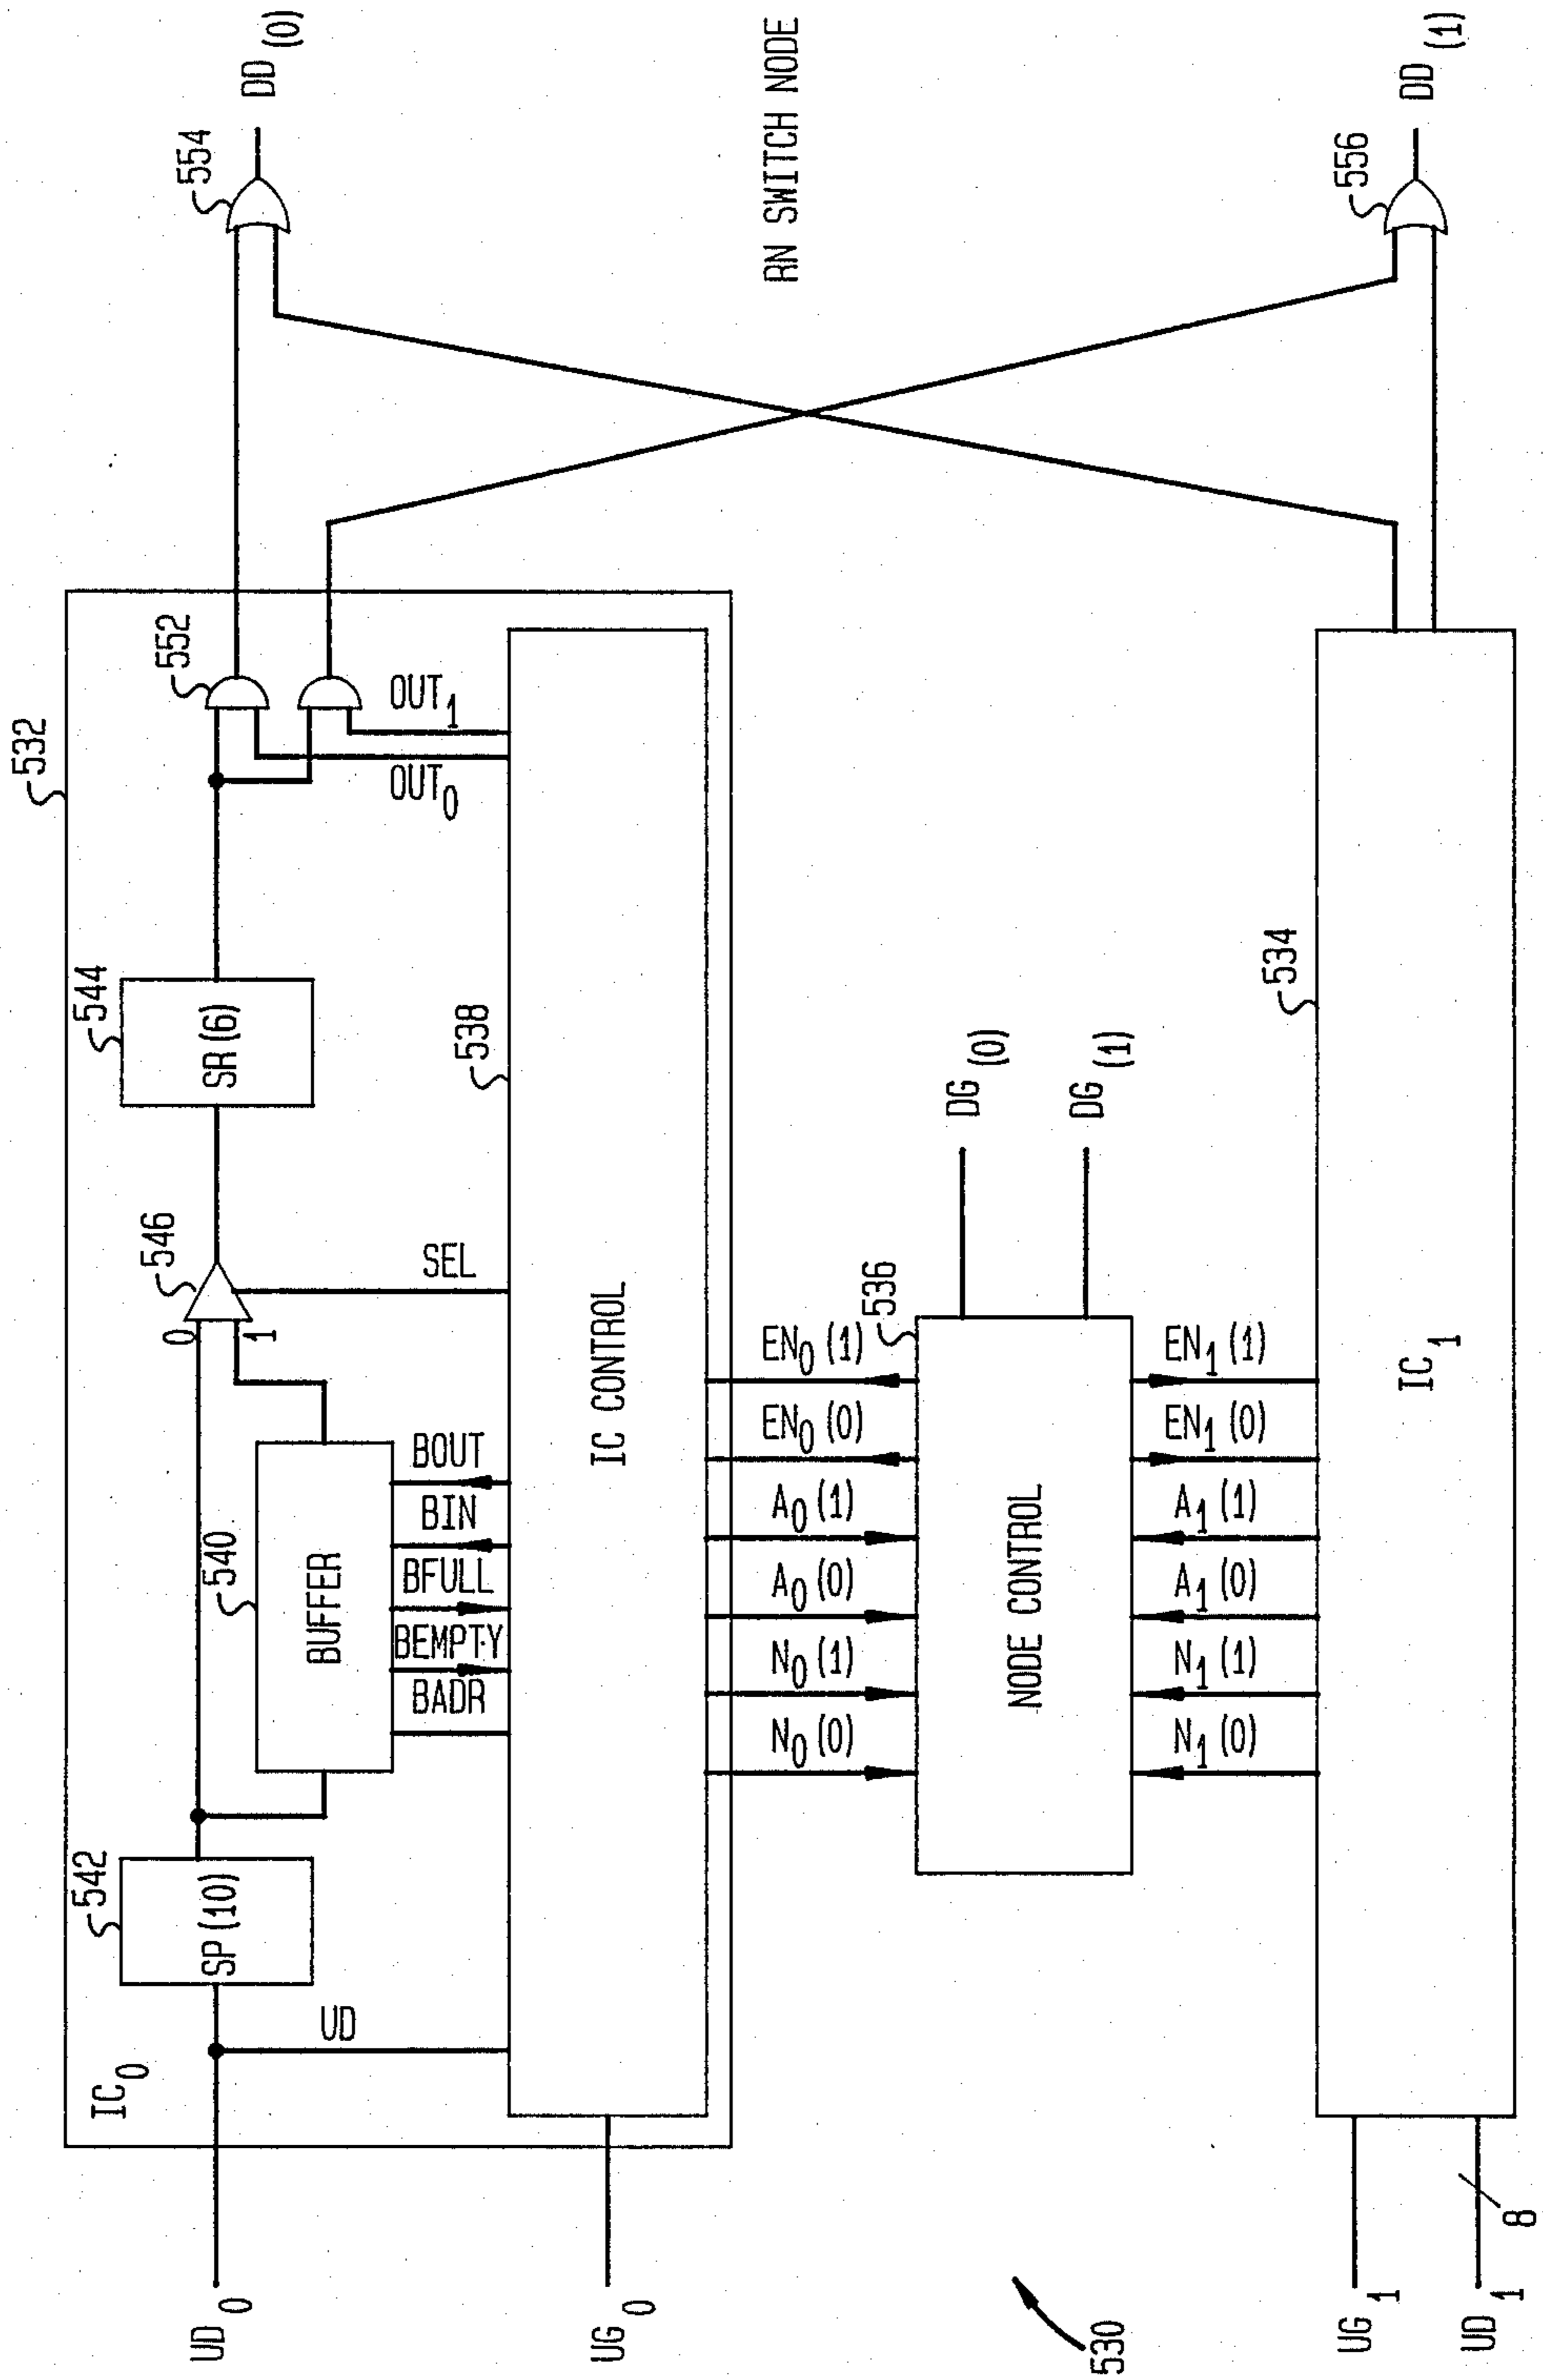 532
IC0
UD0
UD
542
SP(10)
540
BUFFER
BADR
BEMPTY
BFULL
BIN
BOUT
0
1
546
SEL
544
SR(6)
552
OUT0
OUT1
554
DD(0)
UG0
538
IC CONTROL
RN SWITCH NODE
N0(0)
N0(1)
A0(0)
A0(1)
EN0(0)
EN0(1)
536
NODE CONTROL
DG(0)
DG(1)
N1(0)
N1(1)
A1(0)
A1(1)
EN1(0)
EN1(1)
530
534
IC1
UG1
UD1
8
556
DD(1)